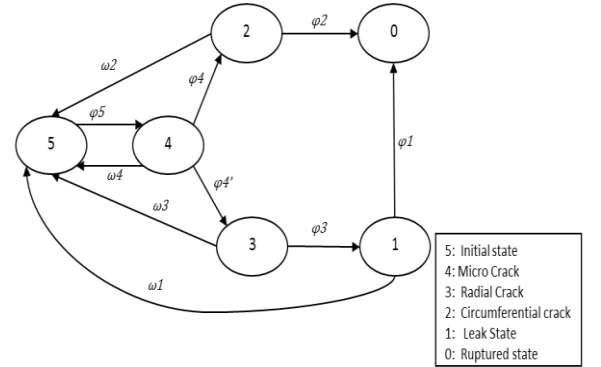 2
φ2
0
ω2
φ4
φ5
5
4
φ1
ω4
φ4'
ω3
3
φ3
1
ω1
5: Initial state
4: Micro Crack
3: Radial Crack
2: Circumferential crack
1: Leak State
0: Ruptured state